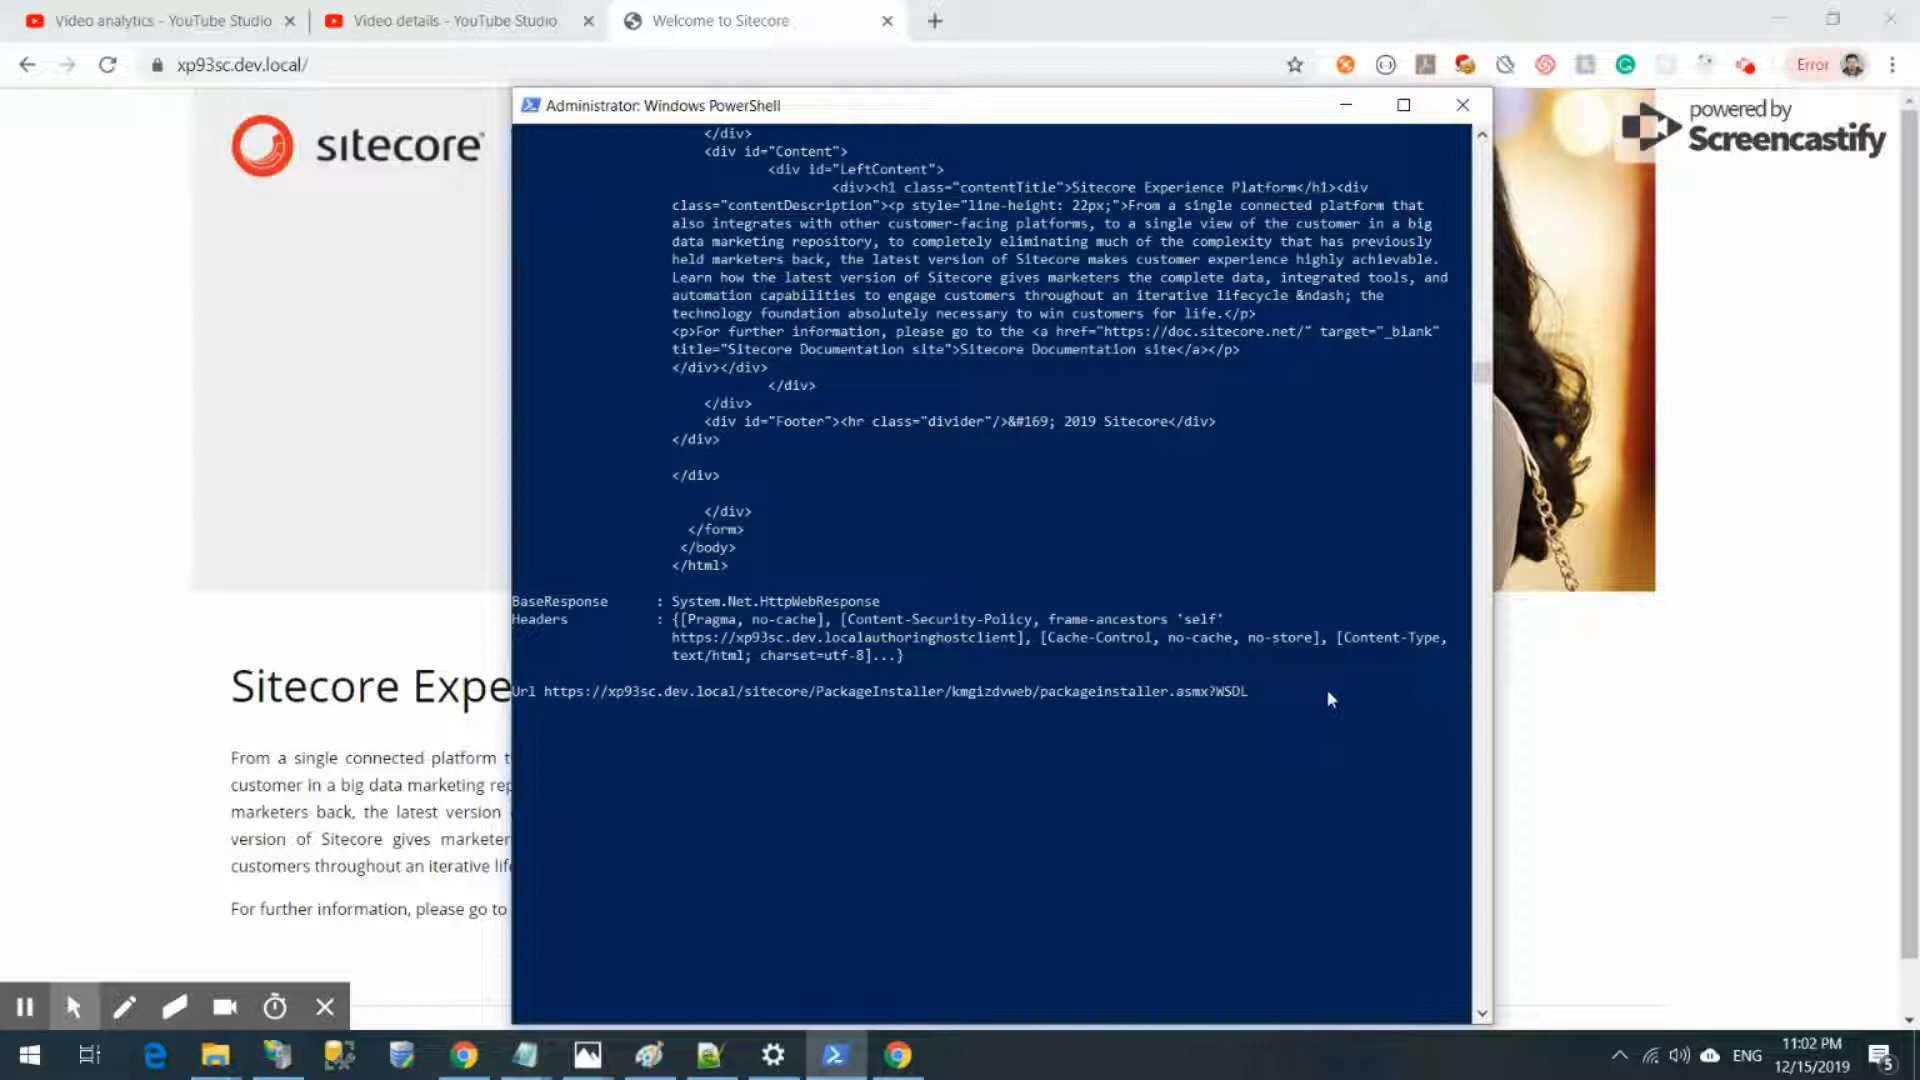 Video analytics - YouTube Studio
Video details - YouTube Studio
Welcome to Sitecore
xp93sc.dev.local/
Error
Administrator: Windows PowerShell
powered by
Screencastify
sitecore
</div>
<div id="Content">
<div id="LeftContent">
<div><h1 class="contentTitle">Sitecore Experience Platform</h1><div
class="contentDescription"><p style="line-height: 22px;">From a single connected platform that
also integrates with other customer-facing platforms, to a single view of the customer in a big
data marketing repository, to completely eliminating much of the complexity that has previously
held marketers back, the latest version of Sitecore makes customer experience highly achievable.
Learn how the latest version of Sitecore gives marketers the complete data, integrated tools, and
automation capabilities to engage customers throughout an iterative lifecycle &ndash; the
technology foundation absolutely necessary to win customers for life.</p>
<p>For further information, please go to the <a href="https://doc.sitecore.net/" target="_blank"
title="Sitecore Documentation site">Sitecore Documentation site</a></p>
</div></div>
</div>
</div>
<div id="Footer"><hr class="divider"/>&#169; 2019 Sitecore</div>
</div>
</div>
</div>
</form>
</body>
</html>
BaseResponse : System.Net.HttpWebResponse
Headers : {[Pragma, no-cache], [Content-Security-Policy, frame-ancestors 'self'
https://xp93sc.dev.localauthoringhostclient], [Cache-Control, no-cache, no-store], [Content-Type,
text/html; charset=utf-8]...}
Url https://xp93sc.dev.local/sitecore/PackageInstaller/kmgizdvweb/packageinstaller.asmx?WSDL
Sitecore Expe
From a single connected platform t
customer in a big data marketing rep
marketers back, the latest version
version of Sitecore gives marketer
customers throughout an iterative life
For further information, please go to
ENG
11:02 PM
12/15/2019
5